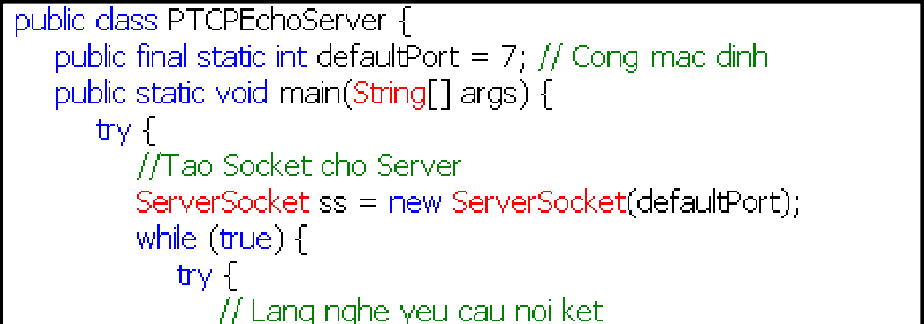 public class PTCPEchoServer {
public final static int defaultPort = 7; // Cong mac dinh
public static void main(String[] args) {
try {
//Tao Socket cho Server
ServerSocket ss = new ServerSocket(defaultPort);
while (true) {
try {
// Lang nghe yeu cau noi ket